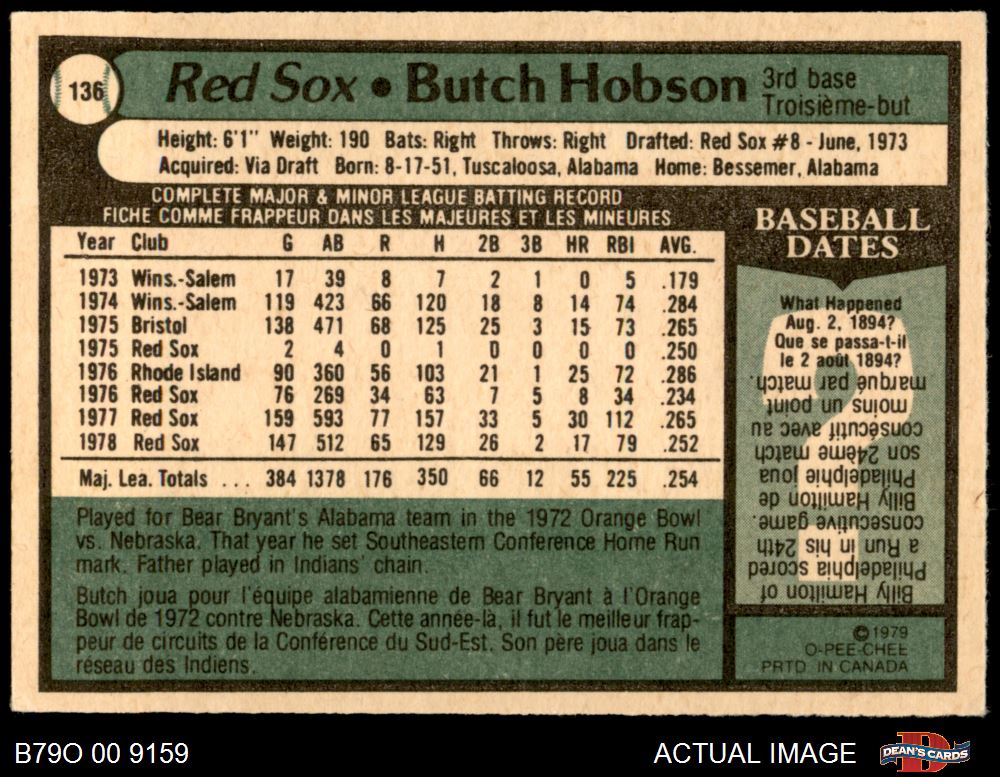 136
Red Sox • Butch Hobson
3rd base
Troisième-but
Height: 6'1" Weight: 190 Bats: Right Throws: Right Drafted: Red Sox #8 - June, 1973
Acquired: Via Draft Born: 8-17-51, Tuscaloosa, Alabama Home: Bessemer, Alabama
COMPLETE MAJOR & MINOR LEAGUE BATTING RECORD
FICHE COMME FRAPPEUR DANS LES MAJEURES ET LES MINEURES
Year Club G AB R H 2B 3B HR RBI AVG.
1973 Wins.-Salem 17 39 8 7 2 1 0 5 .179
1974 Wins.-Salem 119 423 66 120 18 8 14 74 .284
1975 Bristol 138 471 68 125 25 3 15 73 .265
1975 Red Sox 2 4 0 1 0 0 0 0 .250
1976 Rhode Island 90 360 56 103 21 1 25 72 .286
1976 Red Sox 76 269 34 63 7 5 8 34 .234
1977 Red Sox 159 593 77 157 33 5 30 112 .265
1978 Red Sox 147 512 65 129 26 2 17 79 .252
Maj. Lea. Totals ... 384 1378 176 350 66 12 55 225 .254
Played for Bear Bryant's Alabama team in the 1972 Orange Bowl
vs. Nebraska. That year he set Southeastern Conference Home Run
mark. Father played in Indians' chain.
Butch joua pour l'équipe alabamienne de Bear Bryant à l'Orange
Bowl de 1972 contre Nebraska. Cette année-là, il fut le meilleur frap-
peur de circuits de la Conférence du Sud-Est. Son père joua dans le
réseau des Indiens.
BASEBALL
DATES
What Happened
Aug. 2, 1894?
Que se passa-t-il
le 2 août 1894?
Billy Hamilton of
Philadelphia scored
a Run in his 24th
consecutive game.
Billy Hamilton de
Philadelphie joua
son 24ème match
consécutif avec au
moins un point
marqué par match.
©1979
O-PEE-CHEE
PRTD IN CANADA
B79O 00 9159
ACTUAL IMAGE
DEAN'S CARDS